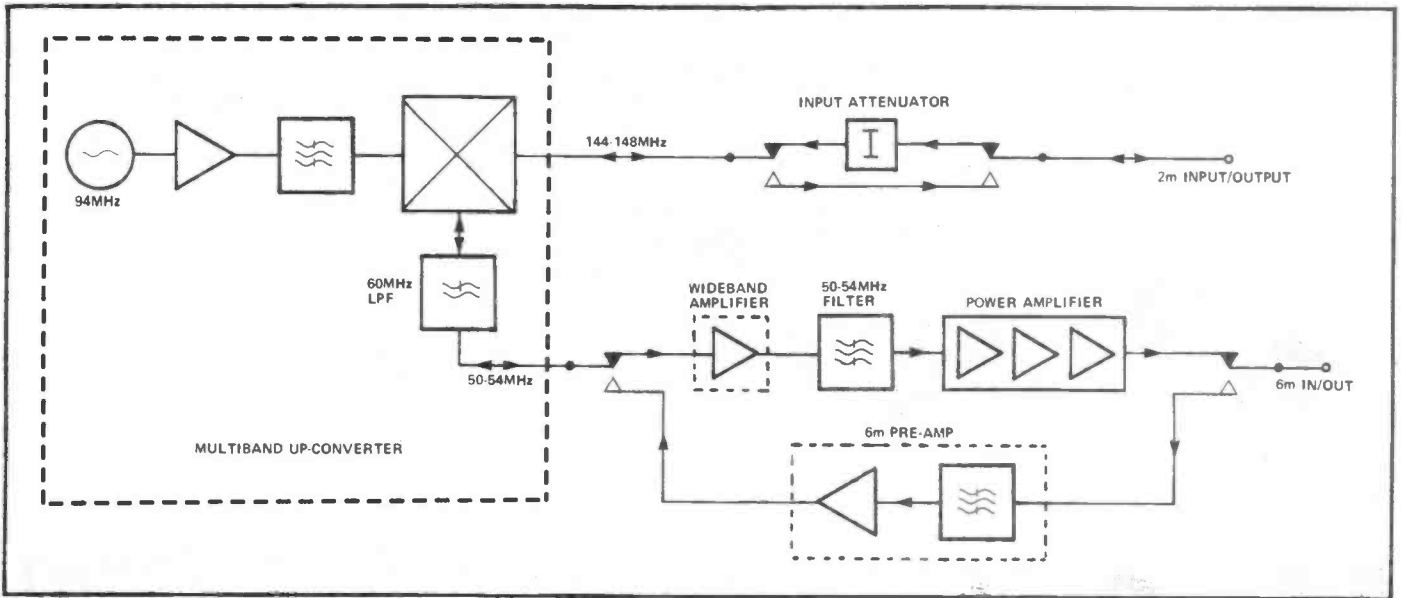 INPUT ATTENUATOR
144-148MHz
I
2m INPUT/OUTPUT
94MHz
60MHz
LPF
WIDEBAND
AMPLIFIER
50-54MHz
FILTER
POWER AMPLIFIER
50-54MHz
6m IN/OUT
6m PRE-AMP
MULTIBAND UP-CONVERTER